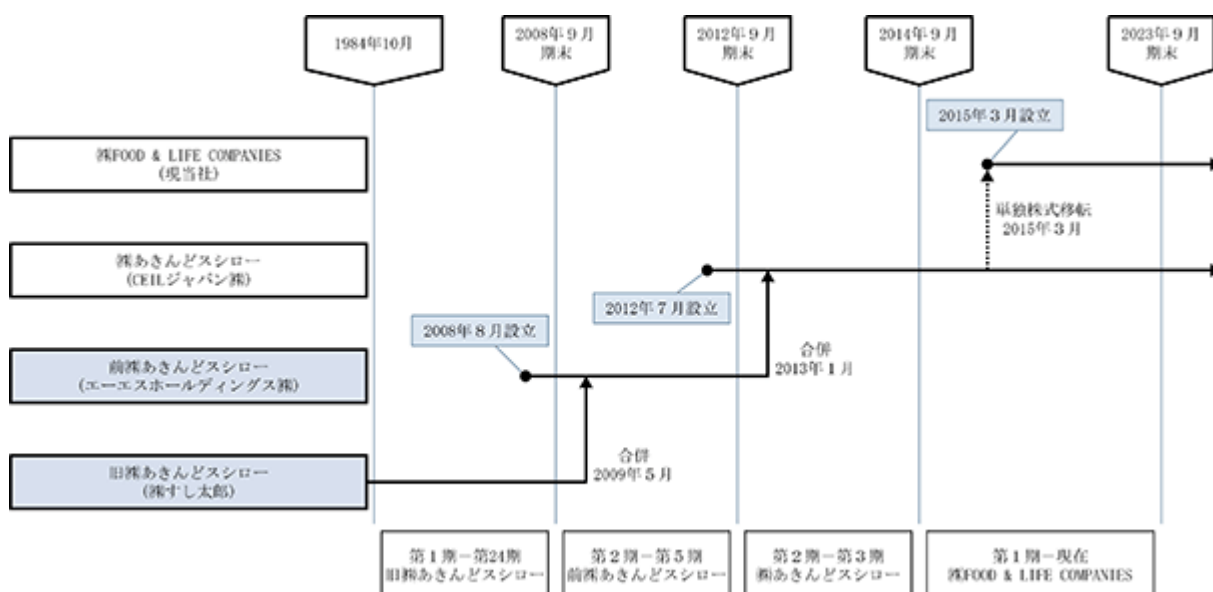 1984年10月
2008年９月
期末
2012年９月
期末
2014年９月
期末
2023年９月
期末
2015年３月設立
㈱FOOD & LIFE COMPANIES
(現当社)
単独株式移転
2015年３月
㈱あきんどスシロー
(CEILジャパン㈱)
2012年７月設立
2008年８月設立
合併
2013年１月
前㈱あきんどスシロー
(エーエスホールディングス㈱)
合併
2009年５月
旧㈱あきんどスシロー
(㈱すし太郎)
第１期－第24期
旧㈱あきんどスシロー
第２期－第５期
前㈱あきんどスシロー
第２期－第３期
㈱あきんどスシロー
第１期－現在
㈱FOOD & LIFE COMPANIES